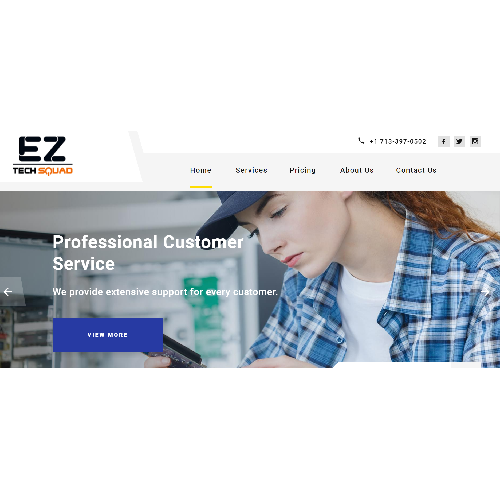 +1 713-397-0502
EZ
TECH SQUAD
Home Services Pricing About Us Contact Us
Professional Customer
Service
We provide extensive support for every customer.
VIEW MORE